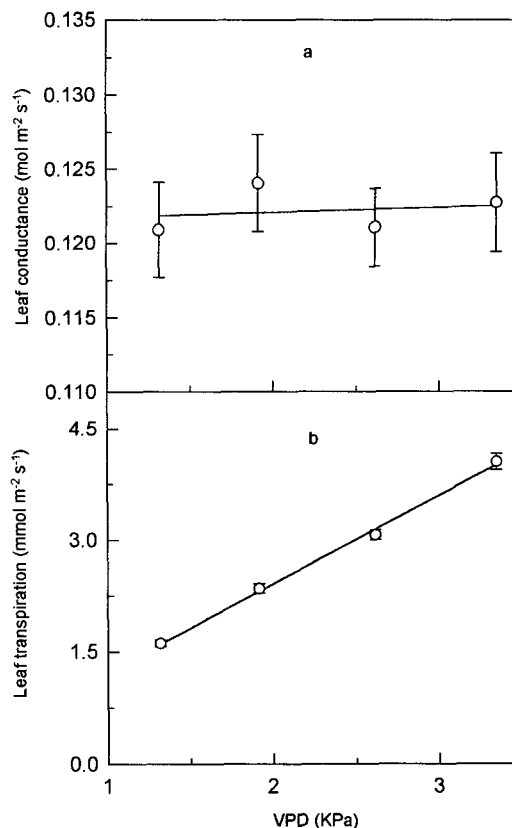 a
Leaf conductance (mol m⁻² s⁻¹)
0.135
0.130
0.125
0.120
0.115
0.110
b
Leaf transpiration (mmol m⁻² s⁻¹)
4.5
3.0
1.5
0.0
1 2 3
VPD (KPa)